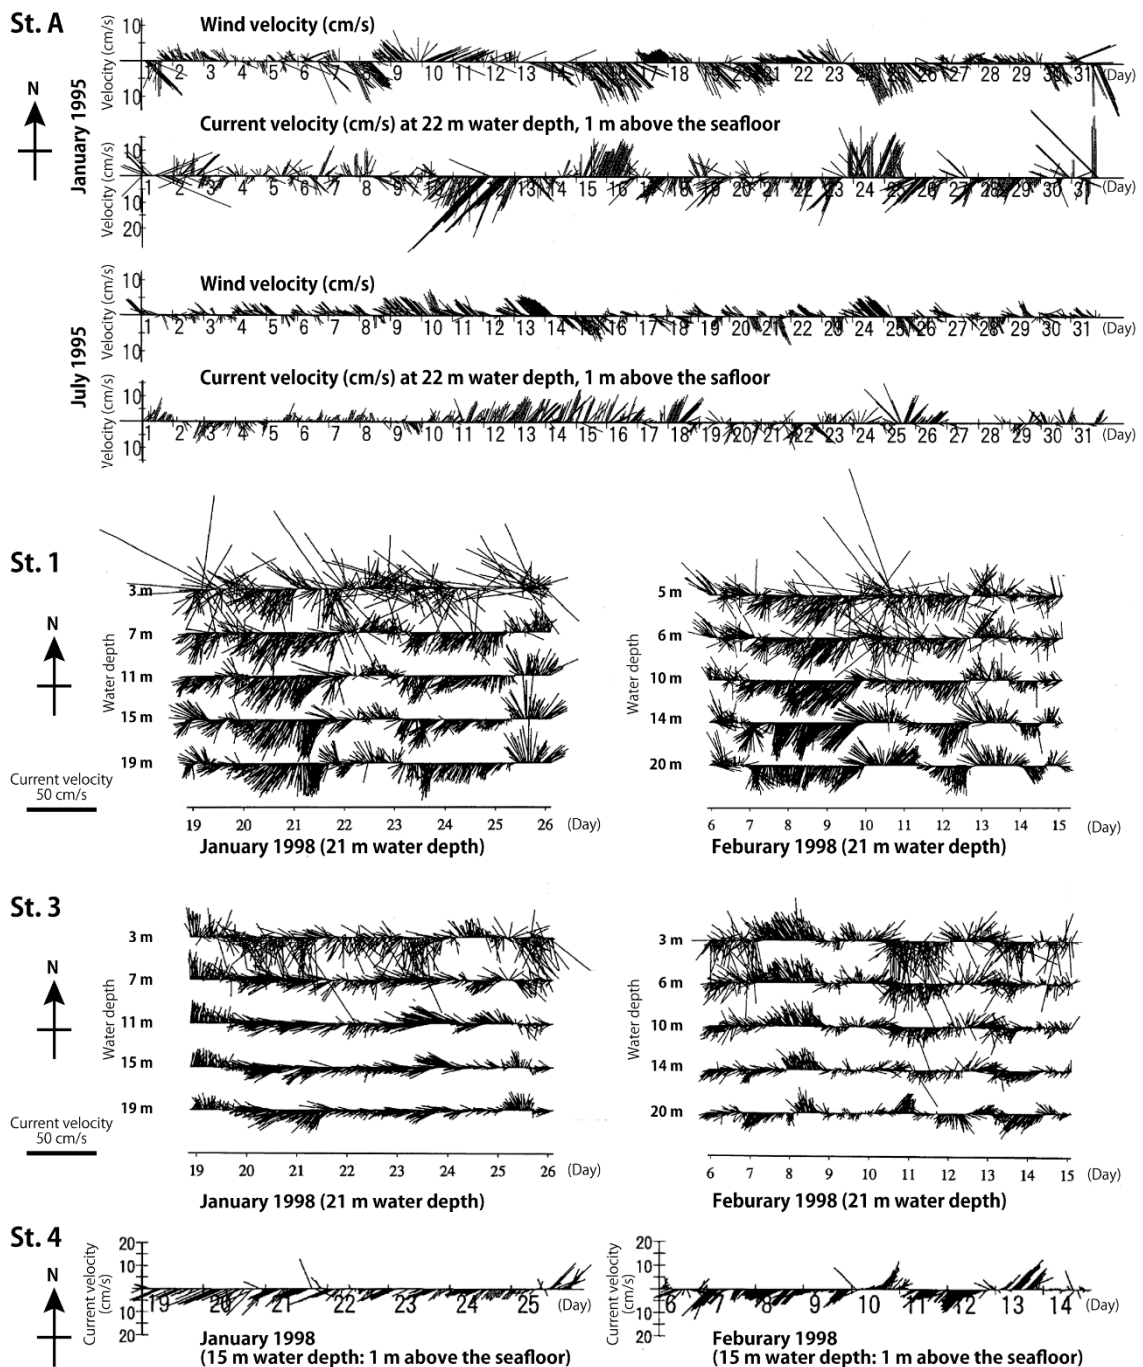 St. A
Wind velocity (cm/s)
N
January 1995
Velocity (cm/s)
10
10
2 3 4 5 6 7 8 9 10 11 12 13 14 15 16 17 18 19 20 21 22 23 24 25 26 27 28 29 30 31 (Day)
Current velocity (cm/s) at 22 m water depth, 1 m above the seafloor
Velocity (cm/s)
10
10
20
1 2 3 4 5 6 7 8 9 10 11 12 13 14 15 16 17 18 19 20 21 22 23 24 25 26 27 28 29 30 31 (Day)
Wind velocity (cm/s)
July 1995
Velocity (cm/s)
10
10
1 2 3 4 5 6 7 8 9 10 11 12 13 14 15 16 17 18 19 20 21 22 23 24 25 26 27 28 29 30 31 (Day)
Current velocity (cm/s) at 22 m water depth, 1 m above the safloor
Velocity (cm/s)
10
10
1 2 3 4 5 6 7 8 9 10 11 12 13 14 15 16 17 18 19 20 21 22 23 24 25 26 27 28 29 30 31 (Day)
St. 1
N
Water depth
3 m
7 m
11 m
15 m
19 m
Current velocity
50 cm/s
19 20 21 22 23 24 25 26 (Day)
January 1998 (21 m water depth)
Water depth
5 m
6 m
10 m
14 m
20 m
6 7 8 9 10 11 12 13 14 15 (Day)
Feburary 1998 (21 m water depth)
St. 3
N
Water depth
3 m
7 m
11 m
15 m
19 m
Current velocity
50 cm/s
19 20 21 22 23 24 25 26 (Day)
January 1998 (21 m water depth)
Water depth
3 m
6 m
10 m
14 m
20 m
6 7 8 9 10 11 12 13 14 15 (Day)
Feburary 1998 (21 m water depth)
St. 4
N
Current velocity
(cm/s)
20
10
10
20
19 20 21 22 23 24 25 (Day)
January 1998
(15 m water depth: 1 m above the seafloor)
Current velocity
(cm/s)
20
10
10
20
6 7 8 9 10 11 12 13 14 (Day)
Feburary 1998
(15 m water depth: 1 m above the seafloor)